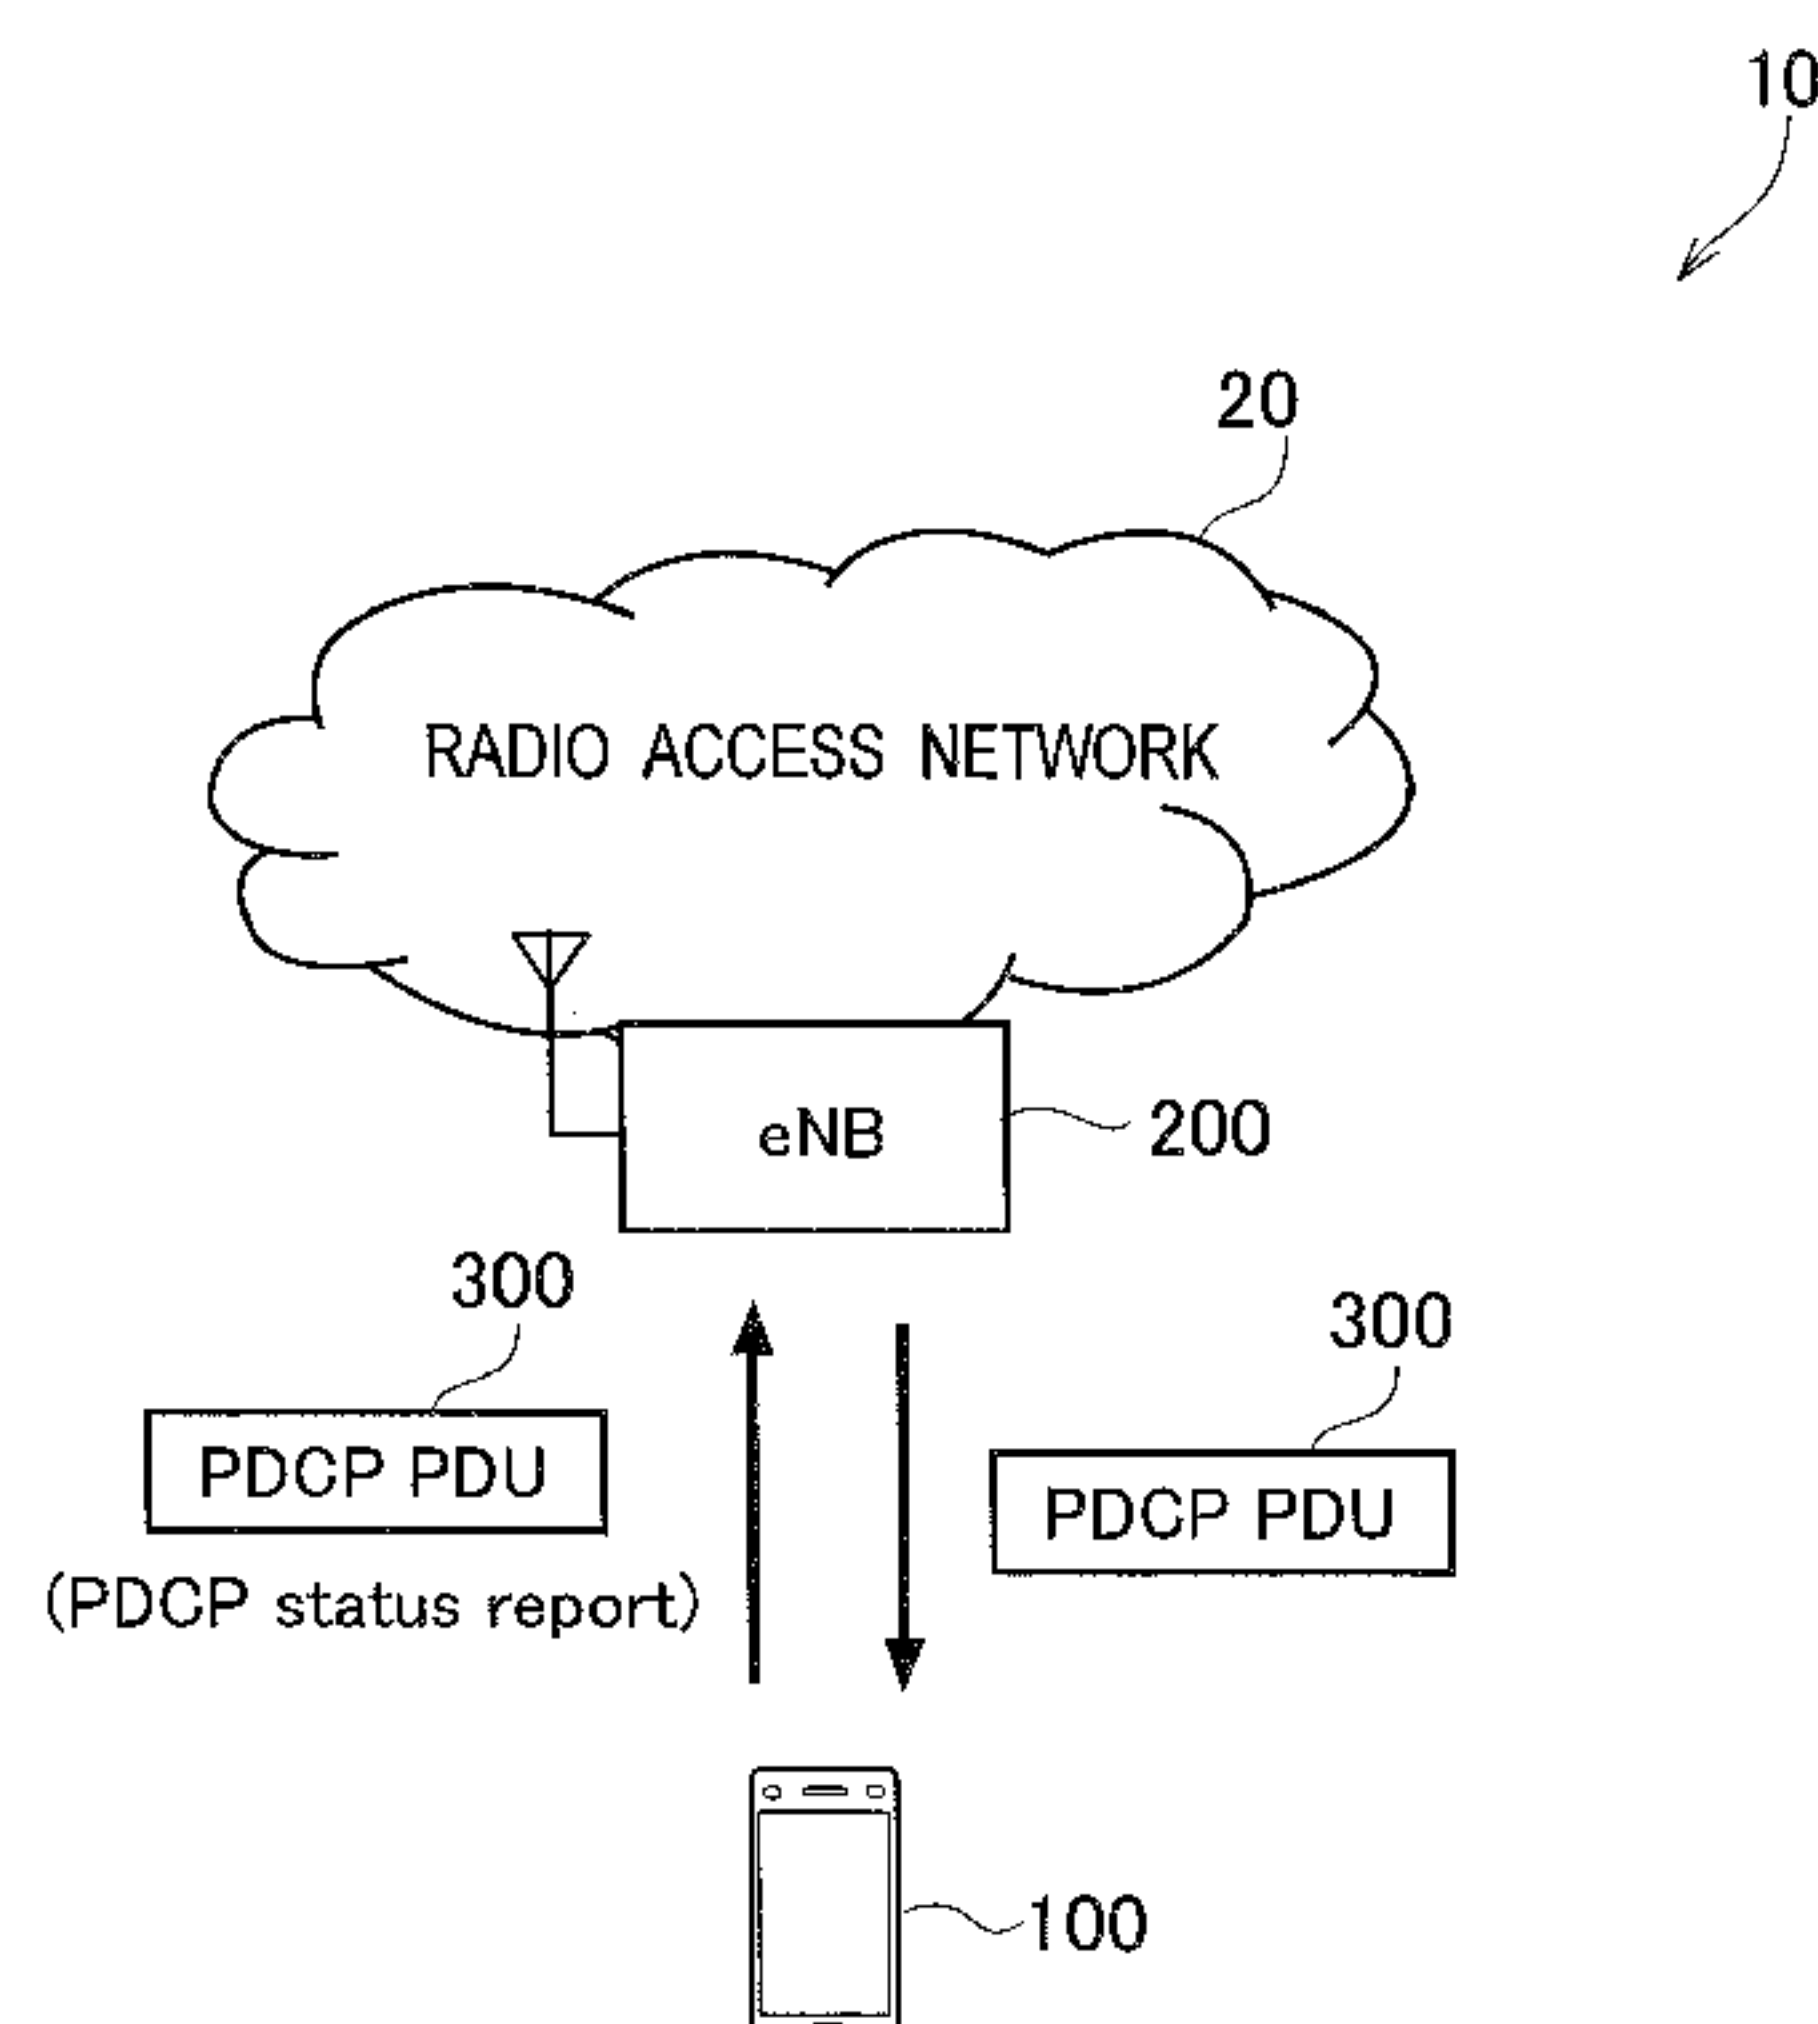 10
20
RADIO ACCESS NETWORK
eNB
200
300
300
PDCP PDU
PDCP PDU
(PDCP status report)
100